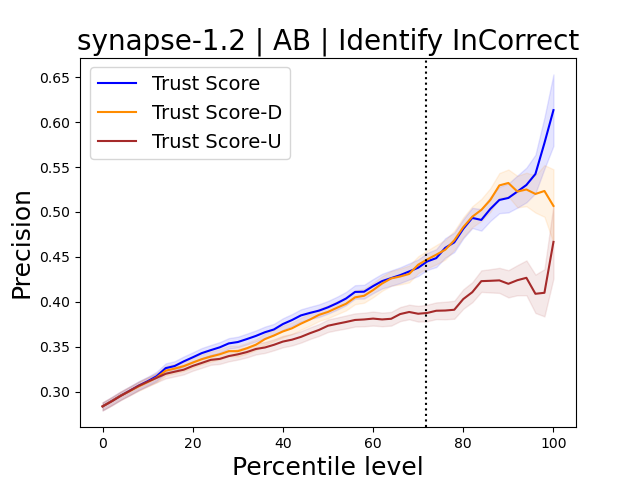 synapse-1.2 | AB | Identify InCorrect
Trust Score
Trust Score-D
Trust Score-U
Precision
0.65
0.60
0.55
0.50
0.45
0.40
0.35
0.30
0 20 40 60 80 100
Percentile level